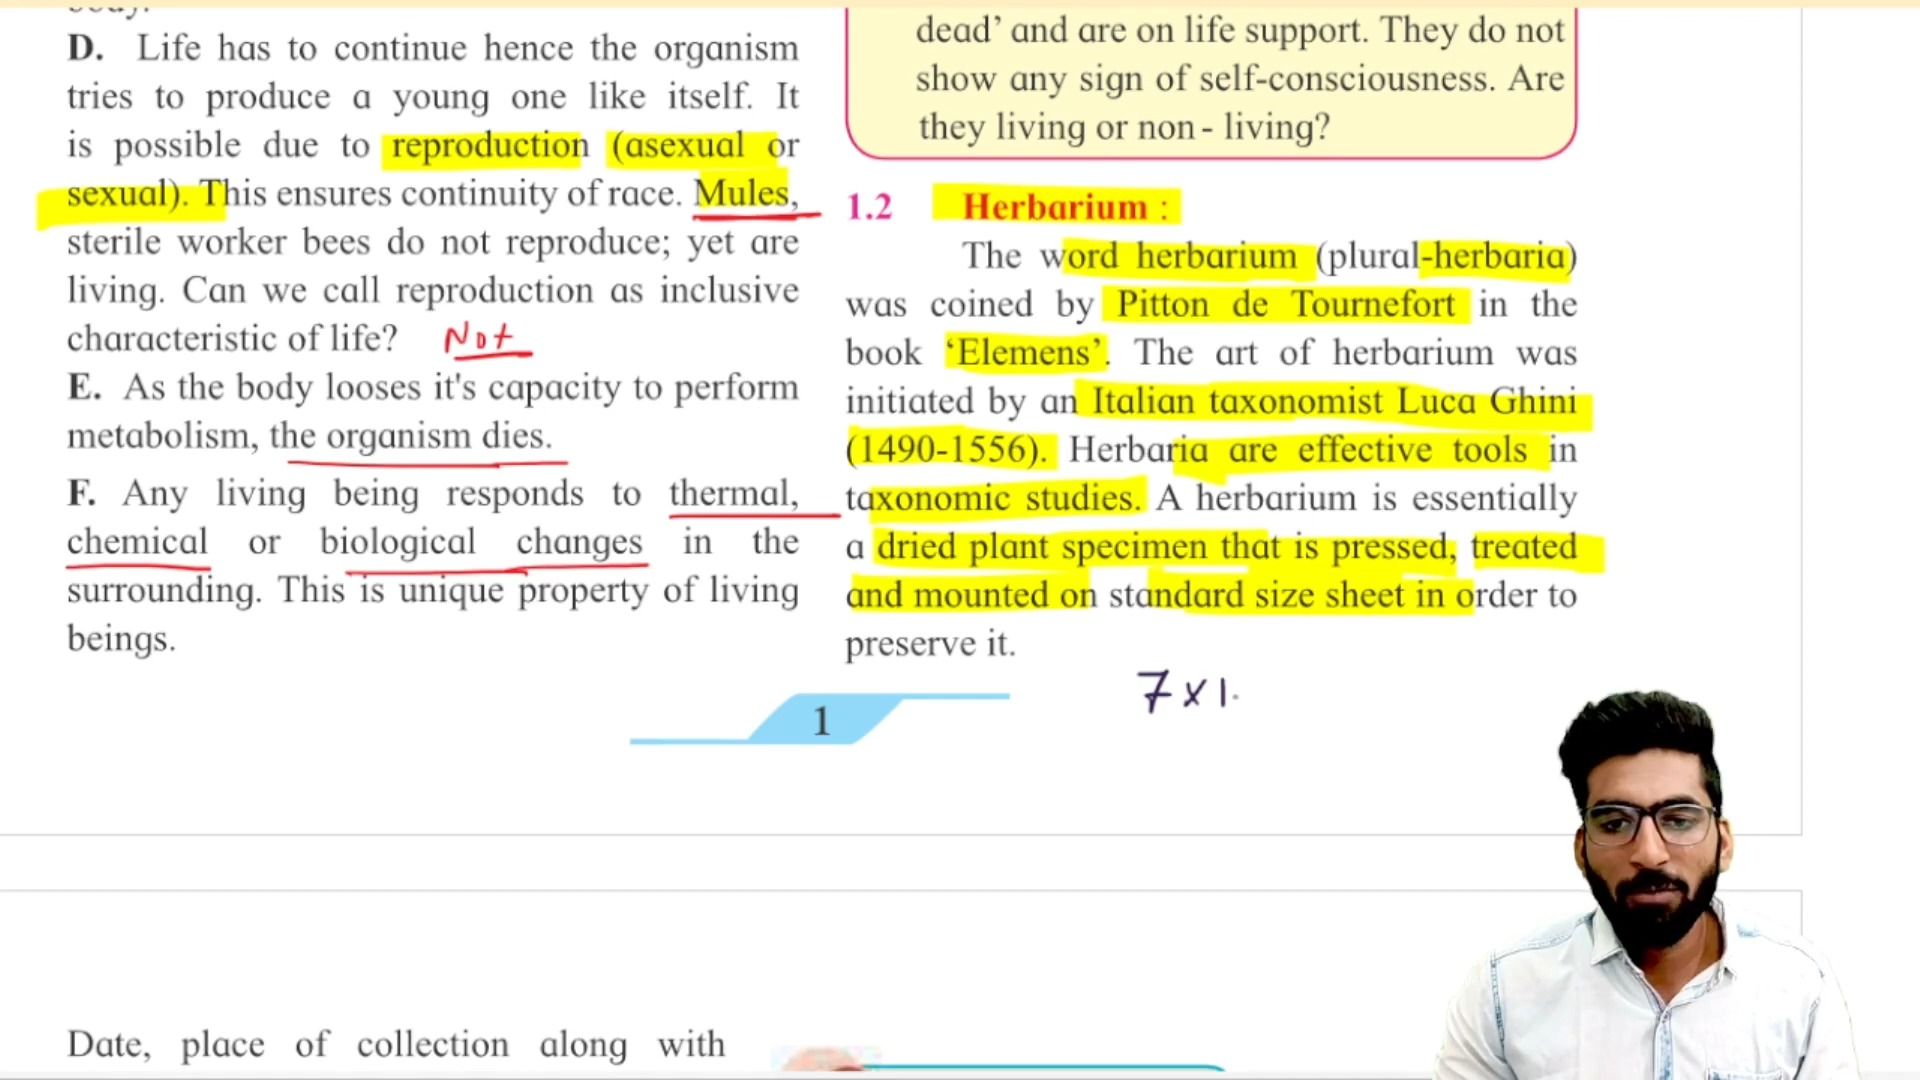 D. Life has to continue hence the organism
tries to produce a young one like itself. It
is possible due to reproduction (asexual or
sexual). This ensures continuity of race. Mules,
sterile worker bees do not reproduce; yet are
living. Can we call reproduction as inclusive
characteristic of life? Not
E. As the body looses it's capacity to perform
metabolism, the organism dies.
F. Any living being responds to thermal,
chemical or biological changes in the
surrounding. This is unique property of living
beings.
dead’ and are on life support. They do not
show any sign of self-consciousness. Are
they living or non - living?
1.2 Herbarium :
The word herbarium (plural-herbaria)
was coined by Pitton de Tournefort in the
book ‘Elemens’. The art of herbarium was
initiated by an Italian taxonomist Luca Ghini
(1490-1556). Herbaria are effective tools in
taxonomic studies. A herbarium is essentially
a dried plant specimen that is pressed, treated
and mounted on standard size sheet in order to
preserve it.
7 x 1
1
Date, place of collection along with